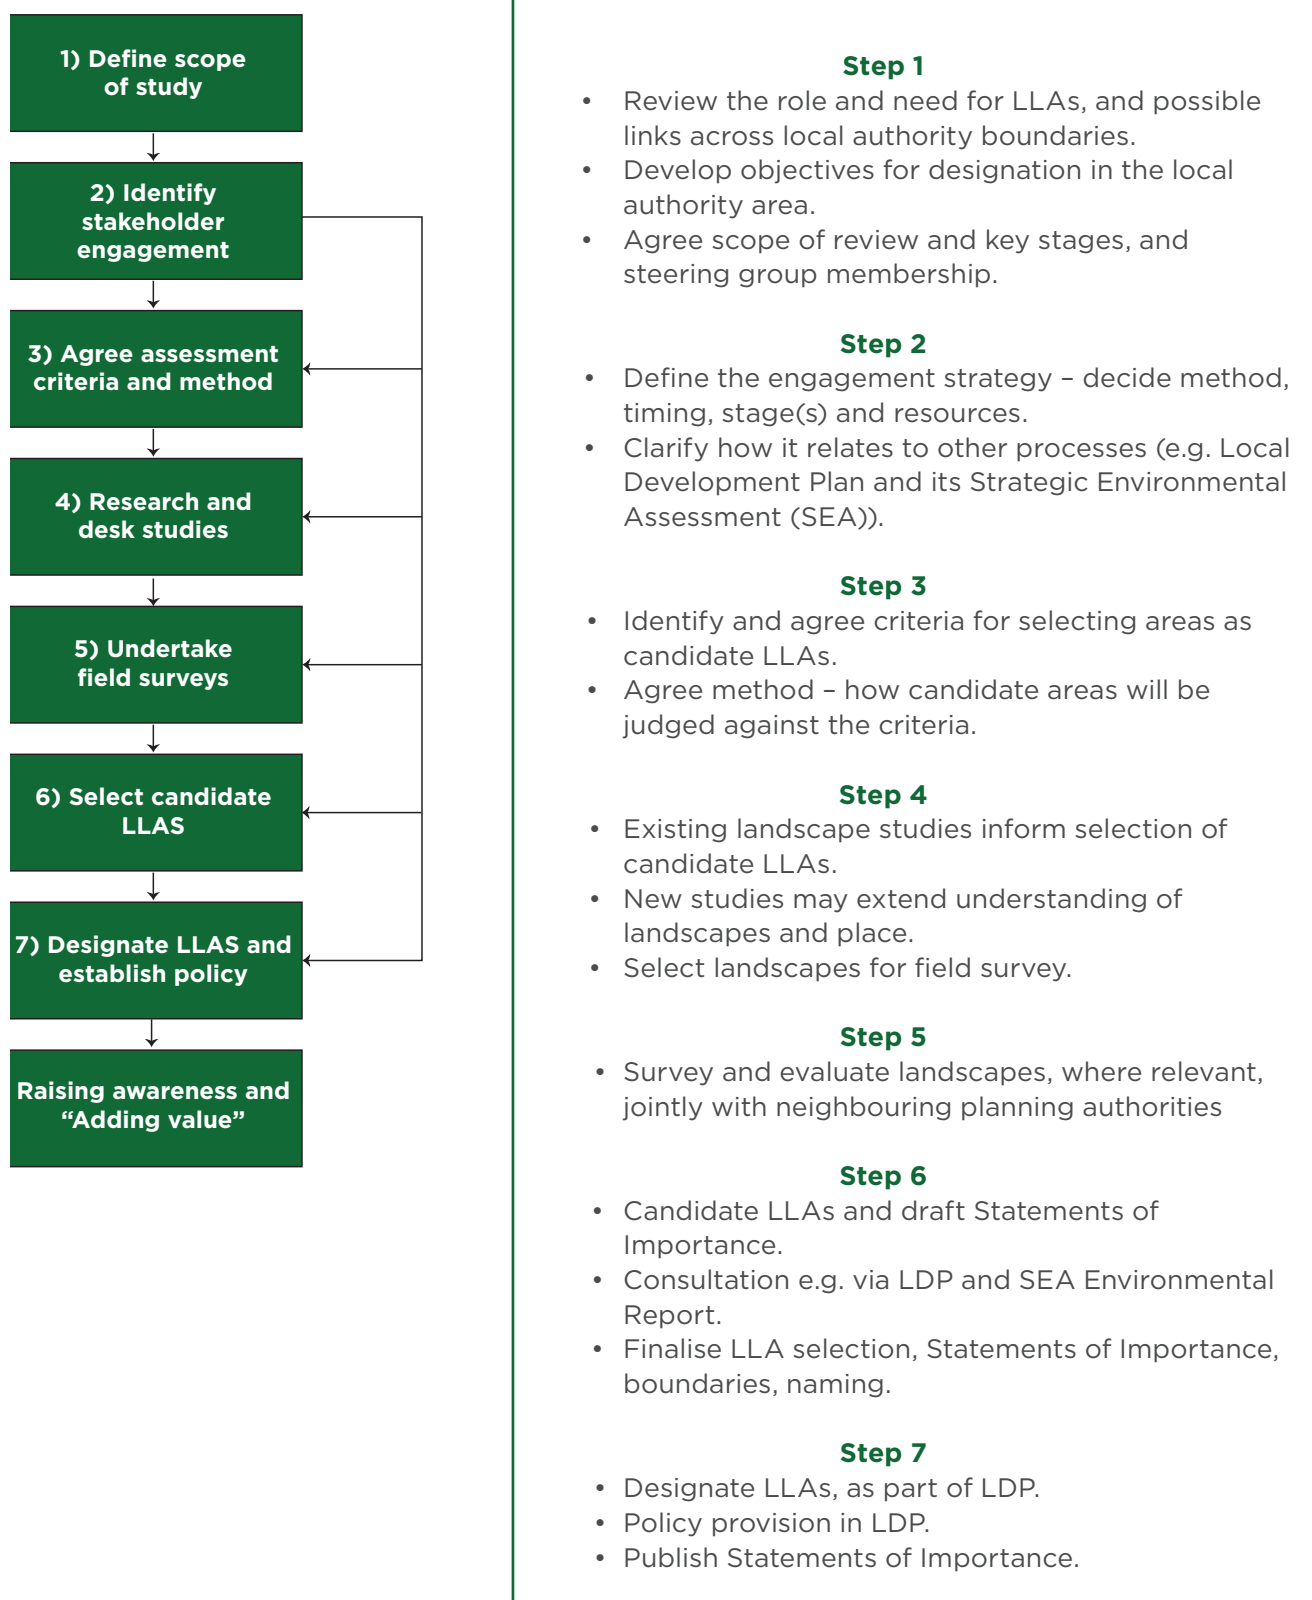 1) Define scope
of study
2) Identify
stakeholder
engagement
3) Agree assessment
criteria and method
4) Research and
desk studies
5) Undertake
field surveys
6) Select candidate
LLAS
7) Designate LLAS and
establish policy
Raising awareness and
“Adding value”
Step 1
• Review the role and need for LLAs, and possible
links across local authority boundaries.
• Develop objectives for designation in the local
authority area.
• Agree scope of review and key stages, and
steering group membership.
Step 2
• Define the engagement strategy – decide method,
timing, stage(s) and resources.
• Clarify how it relates to other processes (e.g. Local
Development Plan and its Strategic Environmental
Assessment (SEA)).
Step 3
• Identify and agree criteria for selecting areas as
candidate LLAs.
• Agree method – how candidate areas will be
judged against the criteria.
Step 4
• Existing landscape studies inform selection of
candidate LLAs.
• New studies may extend understanding of
landscapes and place.
• Select landscapes for field survey.
Step 5
• Survey and evaluate landscapes, where relevant,
jointly with neighbouring planning authorities
Step 6
• Candidate LLAs and draft Statements of
Importance.
• Consultation e.g. via LDP and SEA Environmental
Report.
• Finalise LLA selection, Statements of Importance,
boundaries, naming.
Step 7
• Designate LLAs, as part of LDP.
• Policy provision in LDP.
• Publish Statements of Importance.